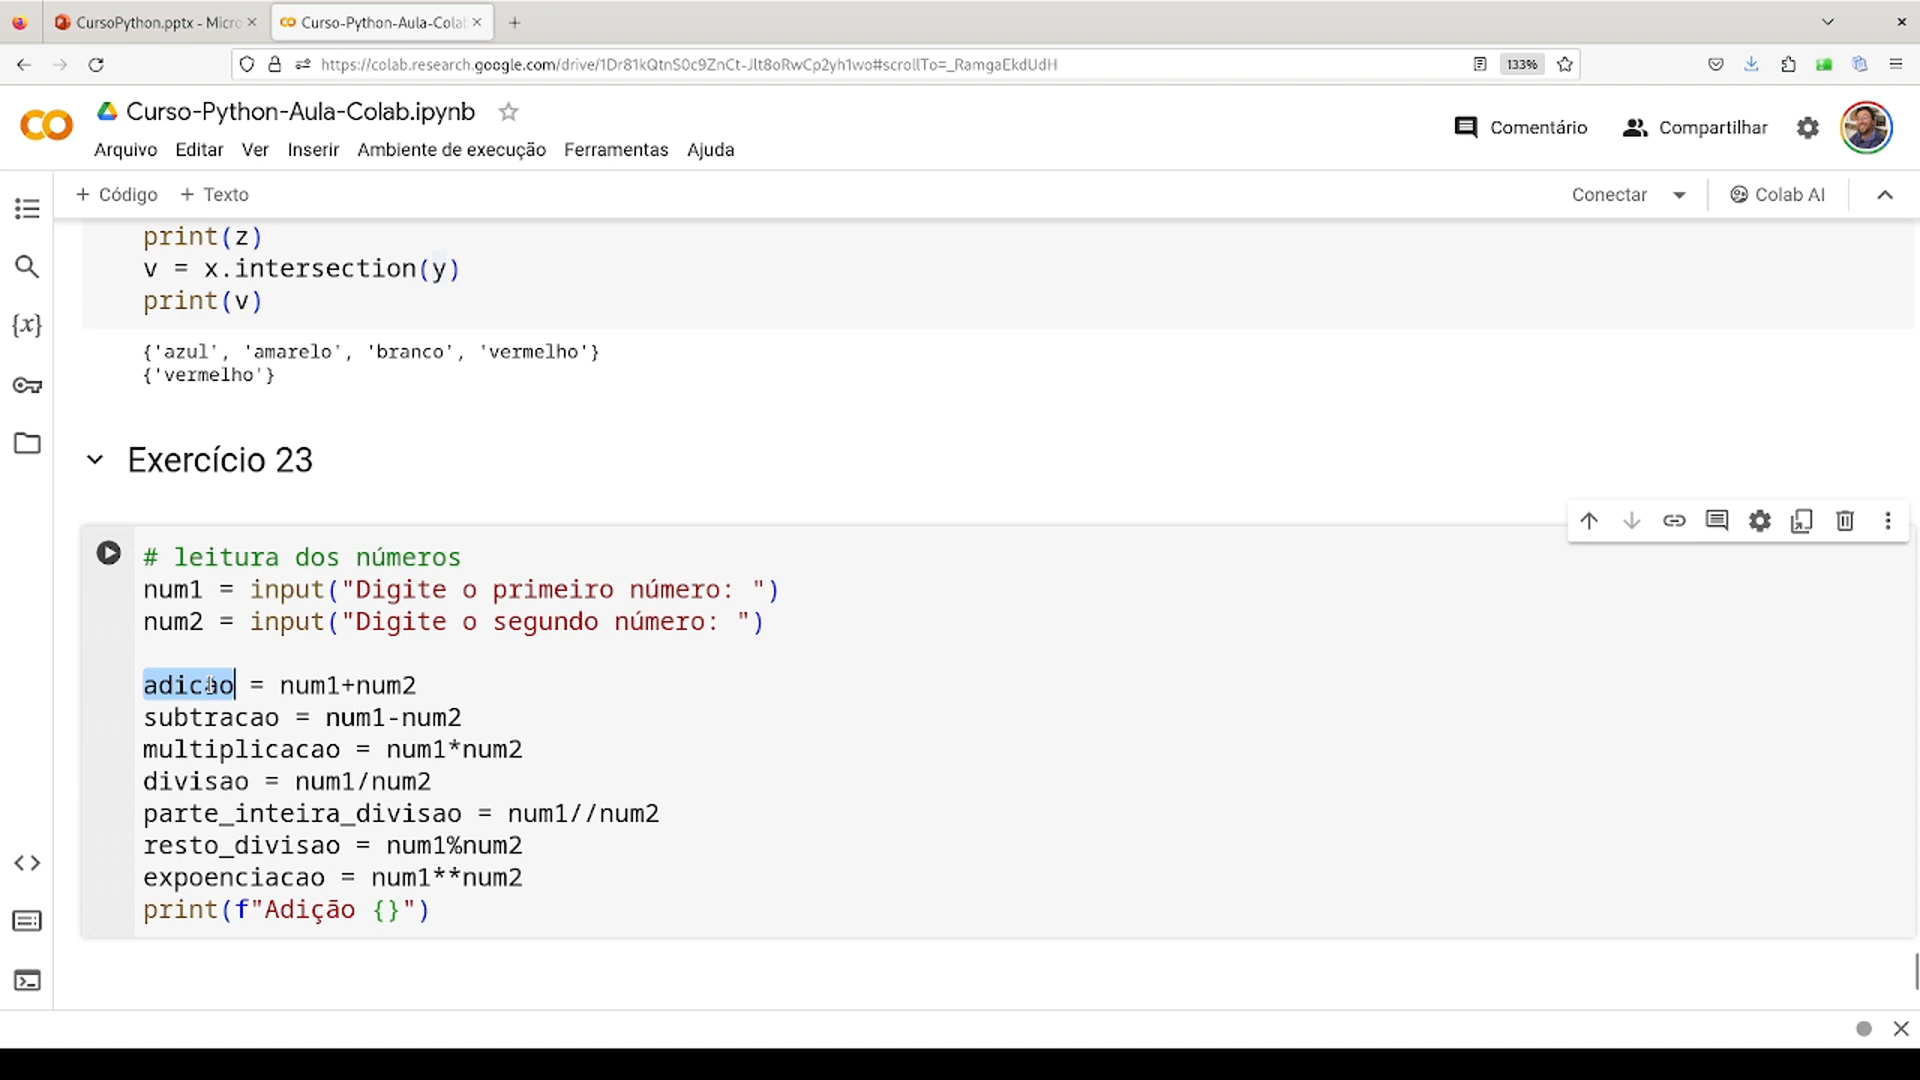 CursoPython.pptx - Micro
Curso-Python-Aula-Colab
https://colab.research.google.com/drive/1Dr81kQtnS0c9ZnCt-Jlt8oRwCp2yh1wo#scrollTo=_RamgaEkdUdH
133%
Curso-Python-Aula-Colab.ipynb
Comentário
Compartilhar
Arquivo Editar Ver Inserir Ambiente de execução Ferramentas Ajuda
+ Código + Texto
Conectar
Colab AI
print(z)
v = x.intersection(y)
print(v)
{'azul', 'amarelo', 'branco', 'vermelho'}
{'vermelho'}
Exercício 23
# leitura dos números
num1 = input("Digite o primeiro número: ")
num2 = input("Digite o segundo número: ")
adicao = num1+num2
subtracao = num1-num2
multiplicacao = num1*num2
divisao = num1/num2
parte_inteira_divisao = num1//num2
resto_divisao = num1%num2
expoenciacao = num1**num2
print(f"Adição {}")